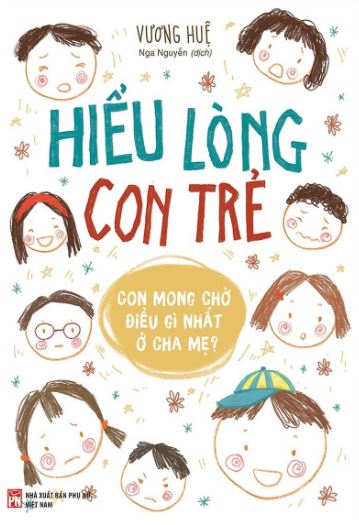 VƯƠNG HUỆ
Nga Nguyễn (dịch)
HIỂU LÒNG
CON TRẺ
CON MONG CHỜ
ĐIỀU GÌ NHẤT
Ở CHA MẸ?
PN
NHÀ XUẤT BẢN PHỤ NỮ
VIỆT NAM